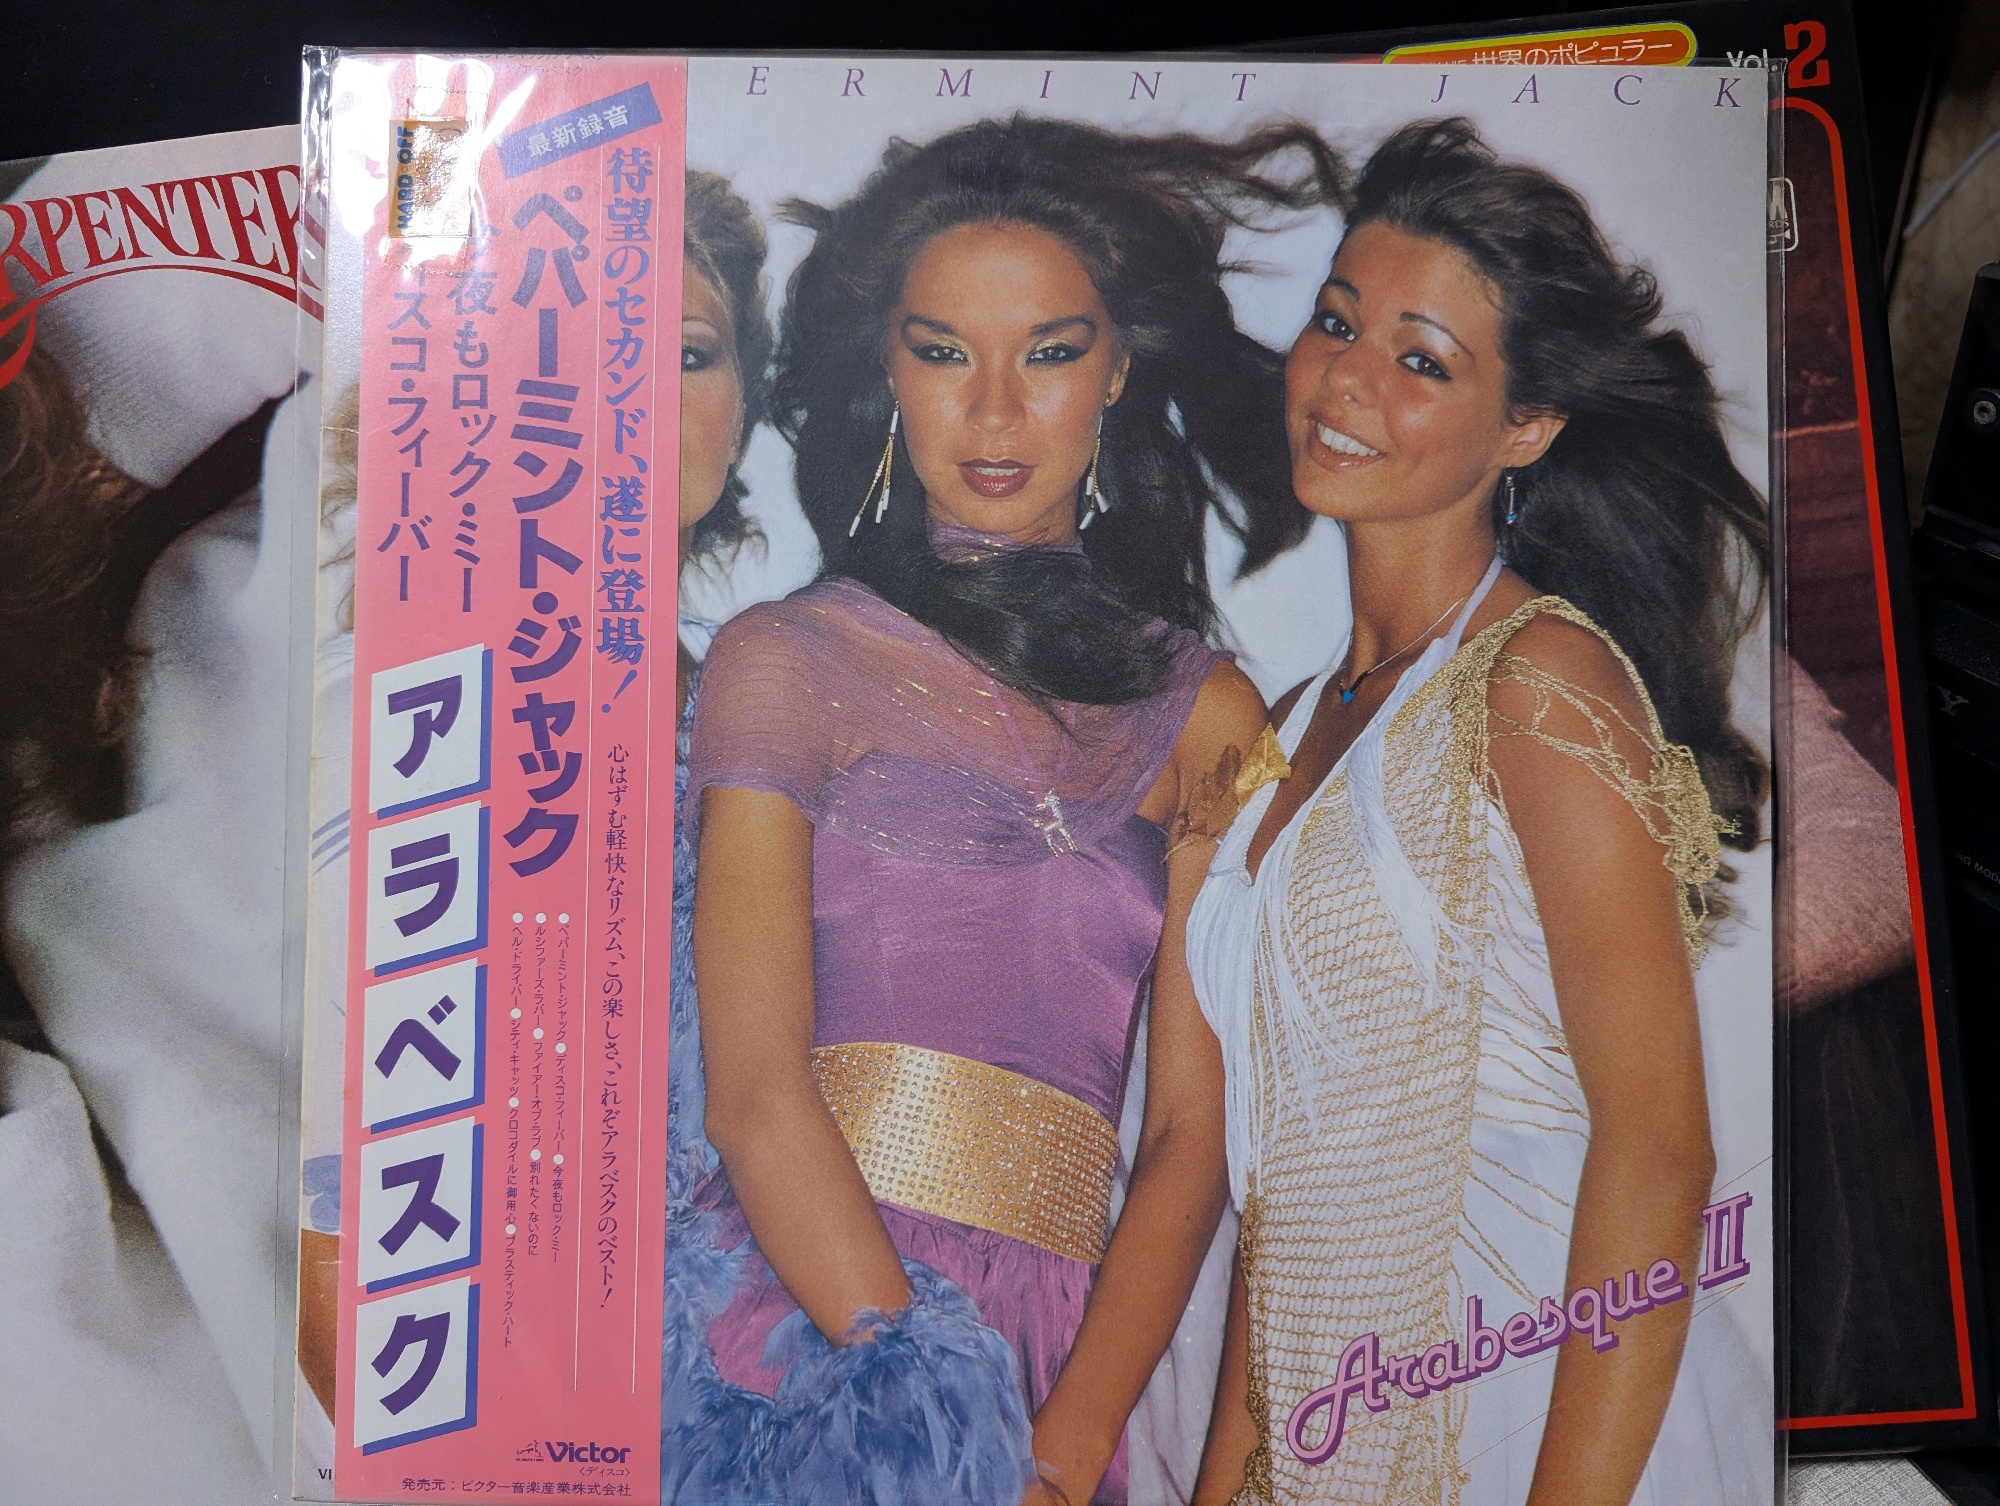 世界のポピュラー
Vol. 2
RPENTER
ERMINT JACK
HARD・OFF
最新録音
待望のセカンド、遂に登場!
心はずむ軽快なリズム、この楽しさ、これぞアラベスクのベスト!
ペパーミント・ジャック
夜もロック・ミー
スコ・フィーバー
アラベスク
●ペパーミント・ジャック●ディスコ・フィーバー●今夜もロック・ミー
●ルシファーズ・ラバー●ファイアー・オブ・ラブ●別れたくないのに
●ヘル・ドライバー●シティ・キャッツ●クロコダイルに御用心●プラスティック・ハート
Arabesque II
Victor
〈ディスコ〉
発売元:ビクター音楽産業株式会社
VI